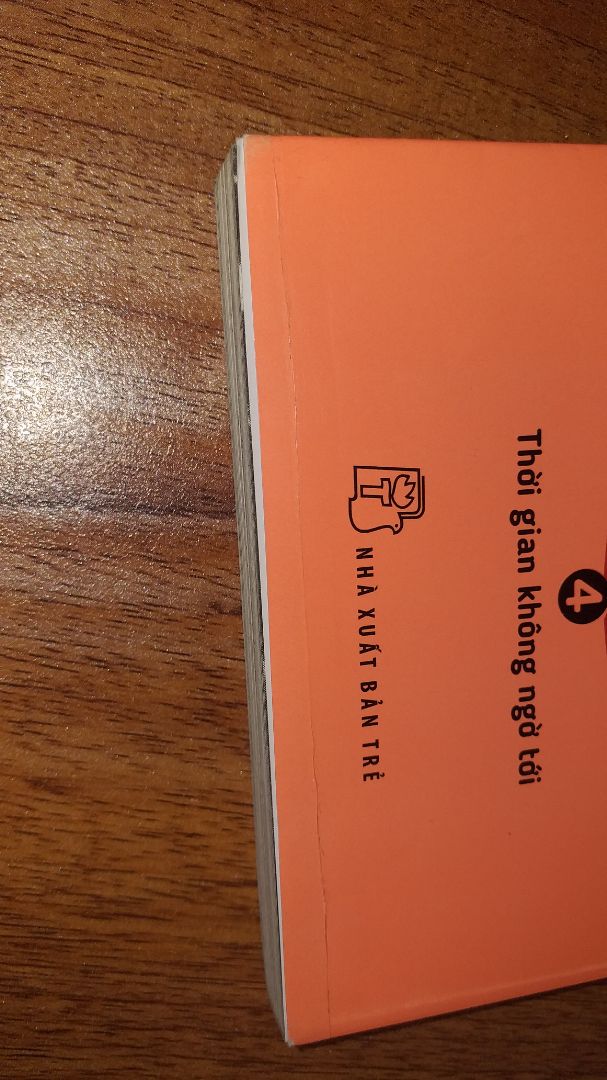 4
Thời gian không ngờ tới
NHÀ XUẤT BẢN TRẺ